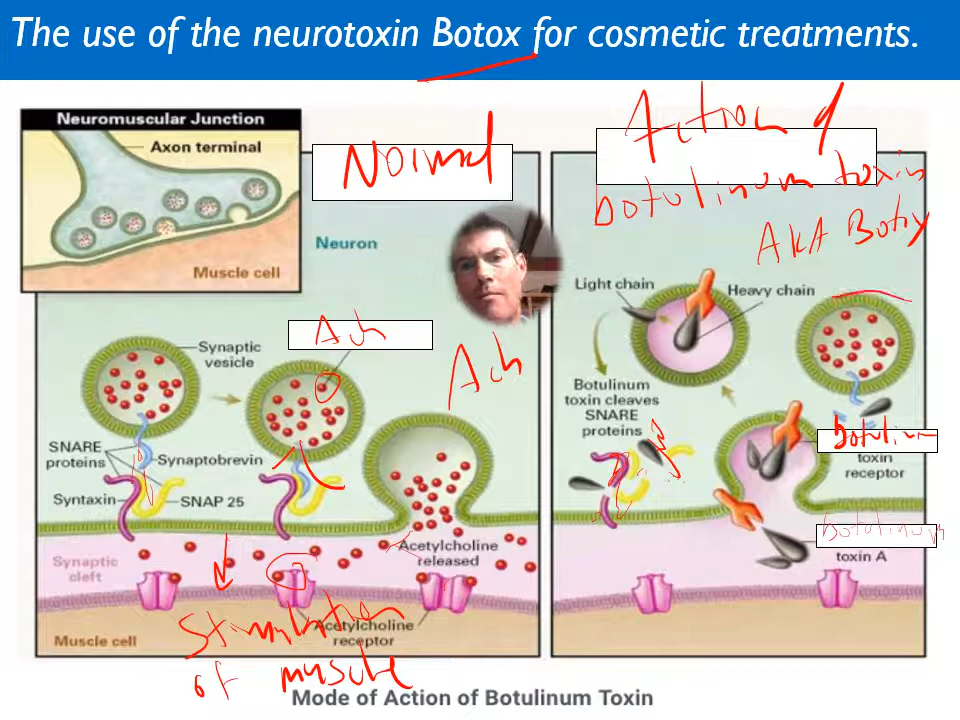 The use of the neurotoxin Botox for cosmetic treatments.
Neuromuscular Junction
Axon terminal
Muscle cell
Normal
Neuron
Action of
botulinum toxin
AKA Botox
Light chain
Heavy chain
Ach
Ach
Synaptic
vesicle
SNARE
proteins
Synaptobrevin
Syntaxin
SNAP 25
Botulinum
toxin cleaves
SNARE
proteins
botulinum
toxin
receptor
Botulinum
toxin A
Acetylcholine
released
Synaptic
cleft
Stimulation
of muscle
Acetylcholine
receptor
Muscle cell
Mode of Action of Botulinum Toxin